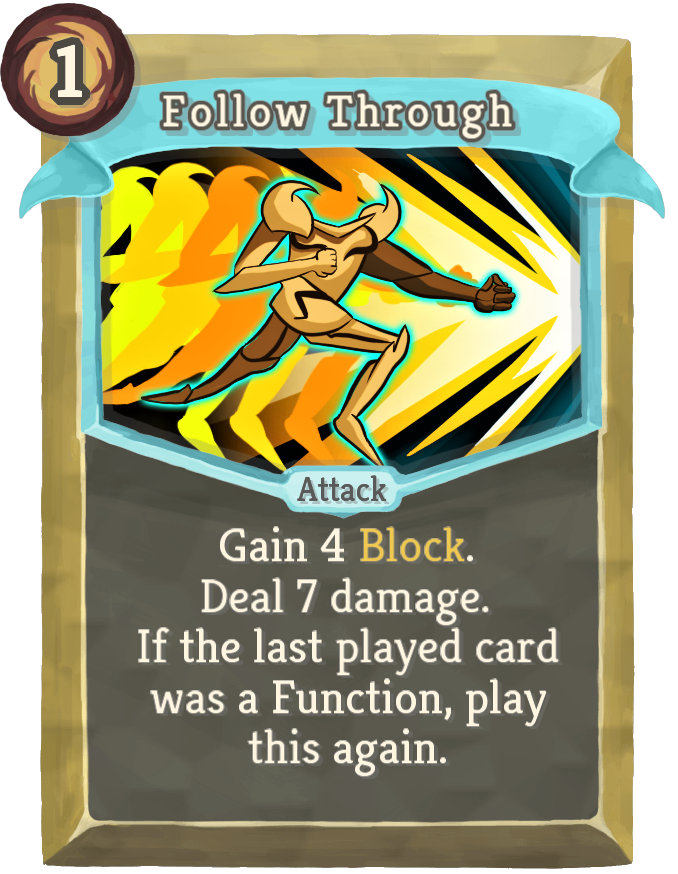 1
Follow Through
Attack
Gain 4 Block.
Deal 7 damage.
If the last played card
was a Function, play
this again.